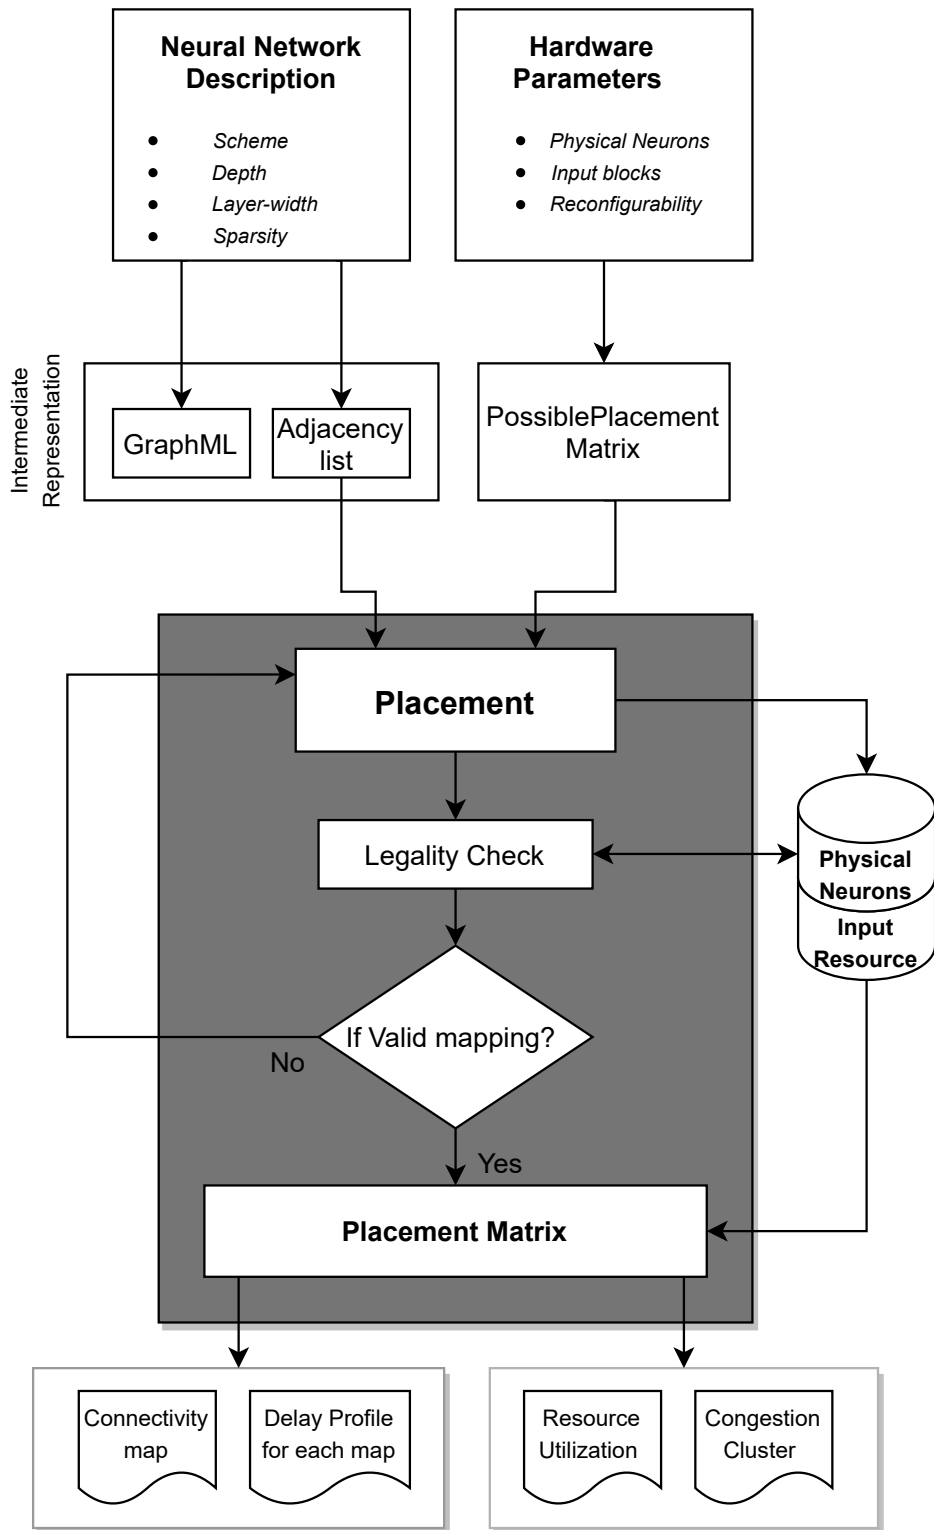 Neural Network
Description
• Scheme
• Depth
• Layer-width
• Sparsity
Hardware
Parameters
• Physical Neurons
• Input blocks
• Reconfigurability
Intermediate
Representation
GraphML
Adjacency
list
PossiblePlacement
Matrix
Placement
Legality Check
Physical
Neurons
Input
Resource
If Valid mapping?
No
Yes
Placement Matrix
Connectivity
map
Delay Profile
for each map
Resource
Utilization
Congestion
Cluster